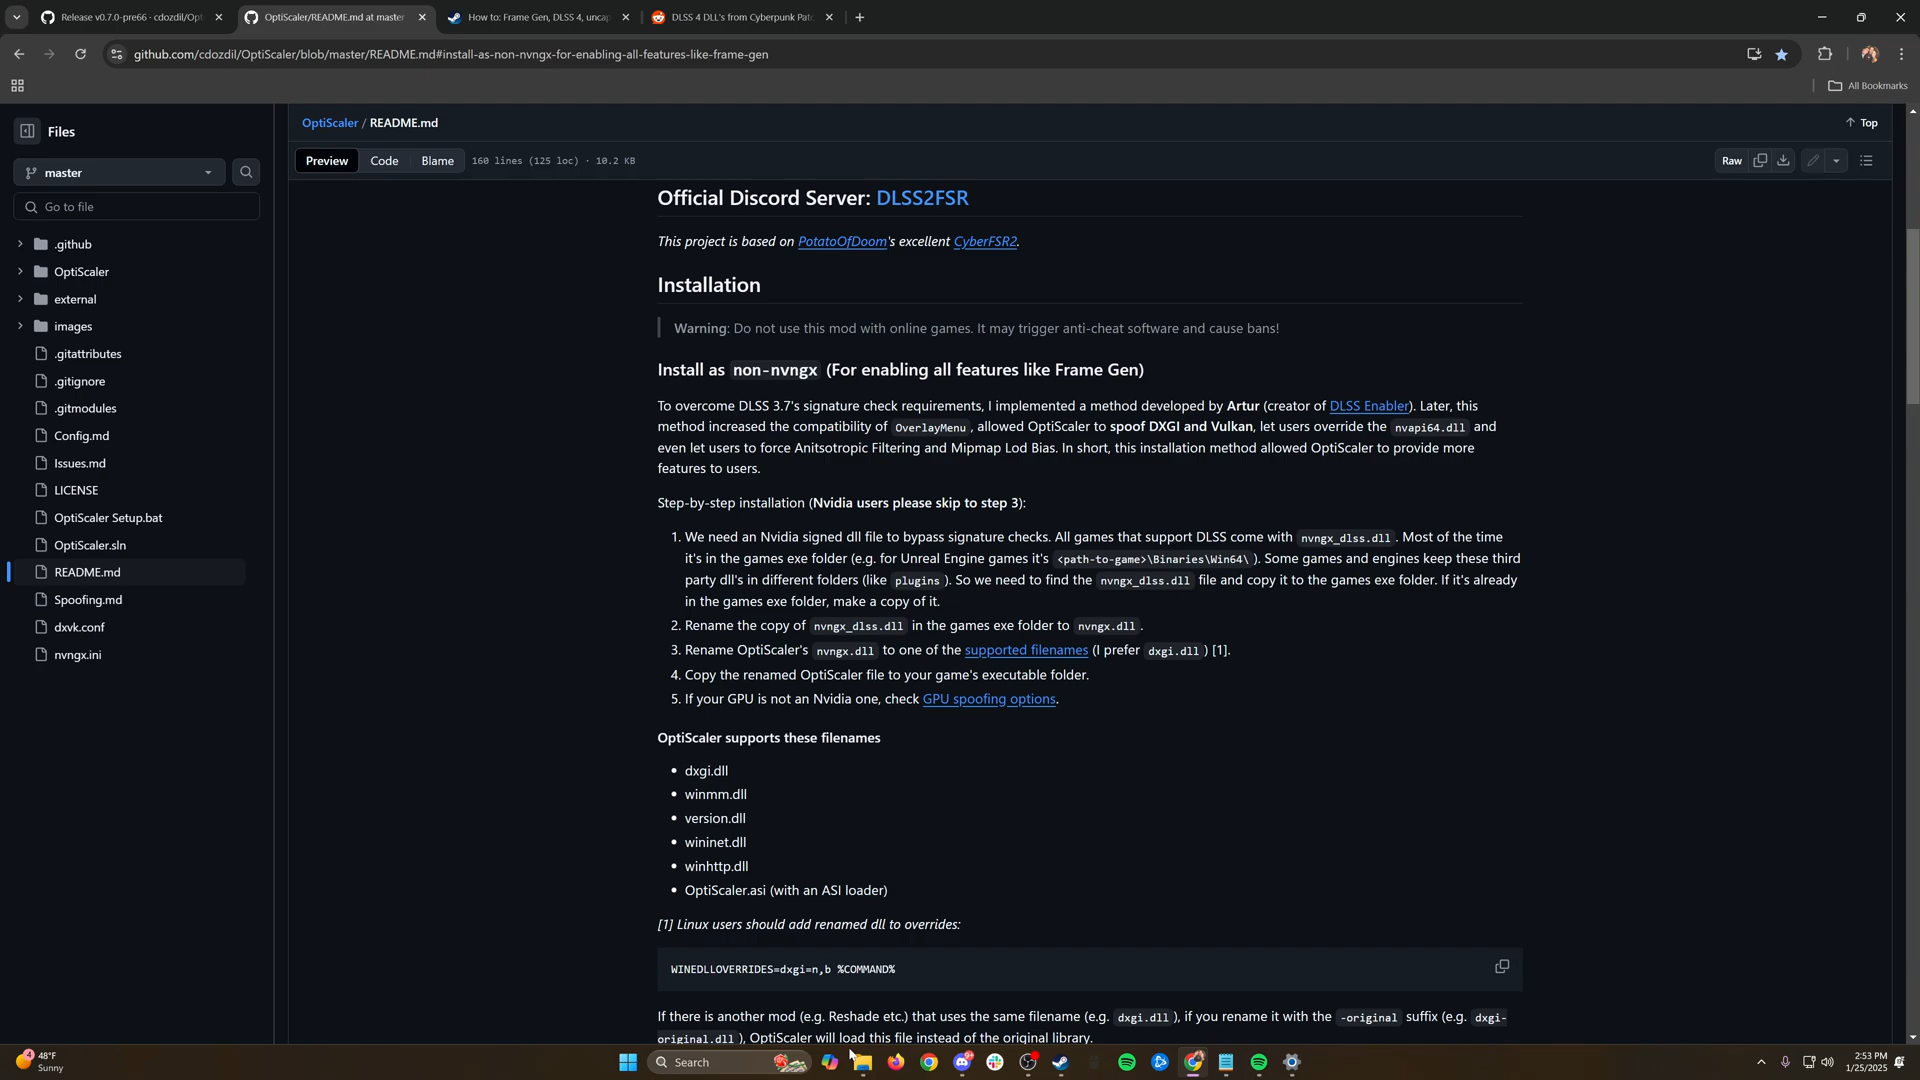 Release v0.7.0-pre66 · cdozdil/Opt
OptiScaler/README.md at master
How to: Frame Gen, DLSS 4, uncap
DLSS 4 DLL's from Cyberpunk Pat
github.com/cdozdil/OptiScaler/blob/master/README.md#install-as-non-nvngx-for-enabling-all-features-like-frame-gen
All Bookmarks
Files
OptiScaler / README.md
Top
master
Preview Code Blame 160 lines (125 loc) · 10.2 KB
Raw
Go to file
.github
OptiScaler
external
images
.gitattributes
.gitignore
.gitmodules
Config.md
Issues.md
LICENSE
OptiScaler Setup.bat
OptiScaler.sln
README.md
Spoofing.md
dxvk.conf
nvngx.ini
Official Discord Server: DLSS2FSR
This project is based on PotatoOfDoom's excellent CyberFSR2.
Installation
Warning: Do not use this mod with online games. It may trigger anti-cheat software and cause bans!
Install as non-nvngx (For enabling all features like Frame Gen)
To overcome DLSS 3.7's signature check requirements, I implemented a method developed by Artur (creator of DLSS Enabler). Later, this
method increased the compatibility of OverlayMenu, allowed OptiScaler to spoof DXGI and Vulkan, let users override the nvapi64.dll and
even let users to force Anitsotropic Filtering and Mipmap Lod Bias. In short, this installation method allowed OptiScaler to provide more
features to users.
Step-by-step installation (Nvidia users please skip to step 3):
1. We need an Nvidia signed dll file to bypass signature checks. All games that support DLSS come with nvngx_dlss.dll. Most of the time
it's in the games exe folder (e.g. for Unreal Engine games it's <path-to-game>\Binaries\Win64\). Some games and engines keep these third
party dll's in different folders (like plugins). So we need to find the nvngx_dlss.dll file and copy it to the games exe folder. If it's already
in the games exe folder, make a copy of it.
2. Rename the copy of nvngx_dlss.dll in the games exe folder to nvngx.dll.
3. Rename OptiScaler's nvngx.dll to one of the supported filenames (I prefer dxgi.dll) [1].
4. Copy the renamed OptiScaler file to your game's executable folder.
5. If your GPU is not an Nvidia one, check GPU spoofing options.
OptiScaler supports these filenames
• dxgi.dll
• winmm.dll
• version.dll
• wininet.dll
• winhttp.dll
• OptiScaler.asi (with an ASI loader)
[1] Linux users should add renamed dll to overrides:
WINEDLLOVERRIDES=dxgi=n,b %COMMAND%
If there is another mod (e.g. Reshade etc.) that uses the same filename (e.g. dxgi.dll), if you rename it with the -original suffix (e.g. dxgi-
original.dll), OptiScaler will load this file instead of the original library.
4
48°F
Sunny
Search
2:53 PM
1/25/2025